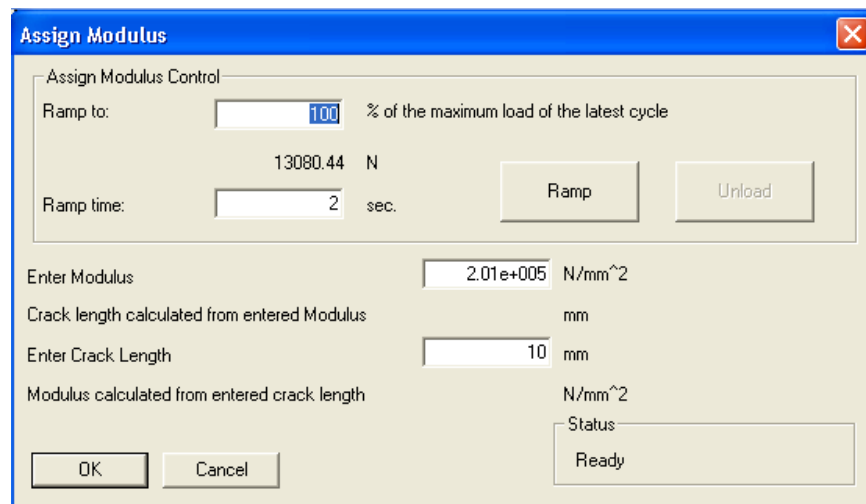 Assign Modulus
Assign Modulus Control
Ramp to: 100 % of the maximum load of the latest cycle
13080.44 N
Ramp Unload
Ramp time: 2 sec.
Enter Modulus 2.01e+005 N/mm^2
Crack length calculated from entered Modulus mm
Enter Crack Length 10 mm
Modulus calculated from entered crack length N/mm^2
Status
Ready
OK Cancel